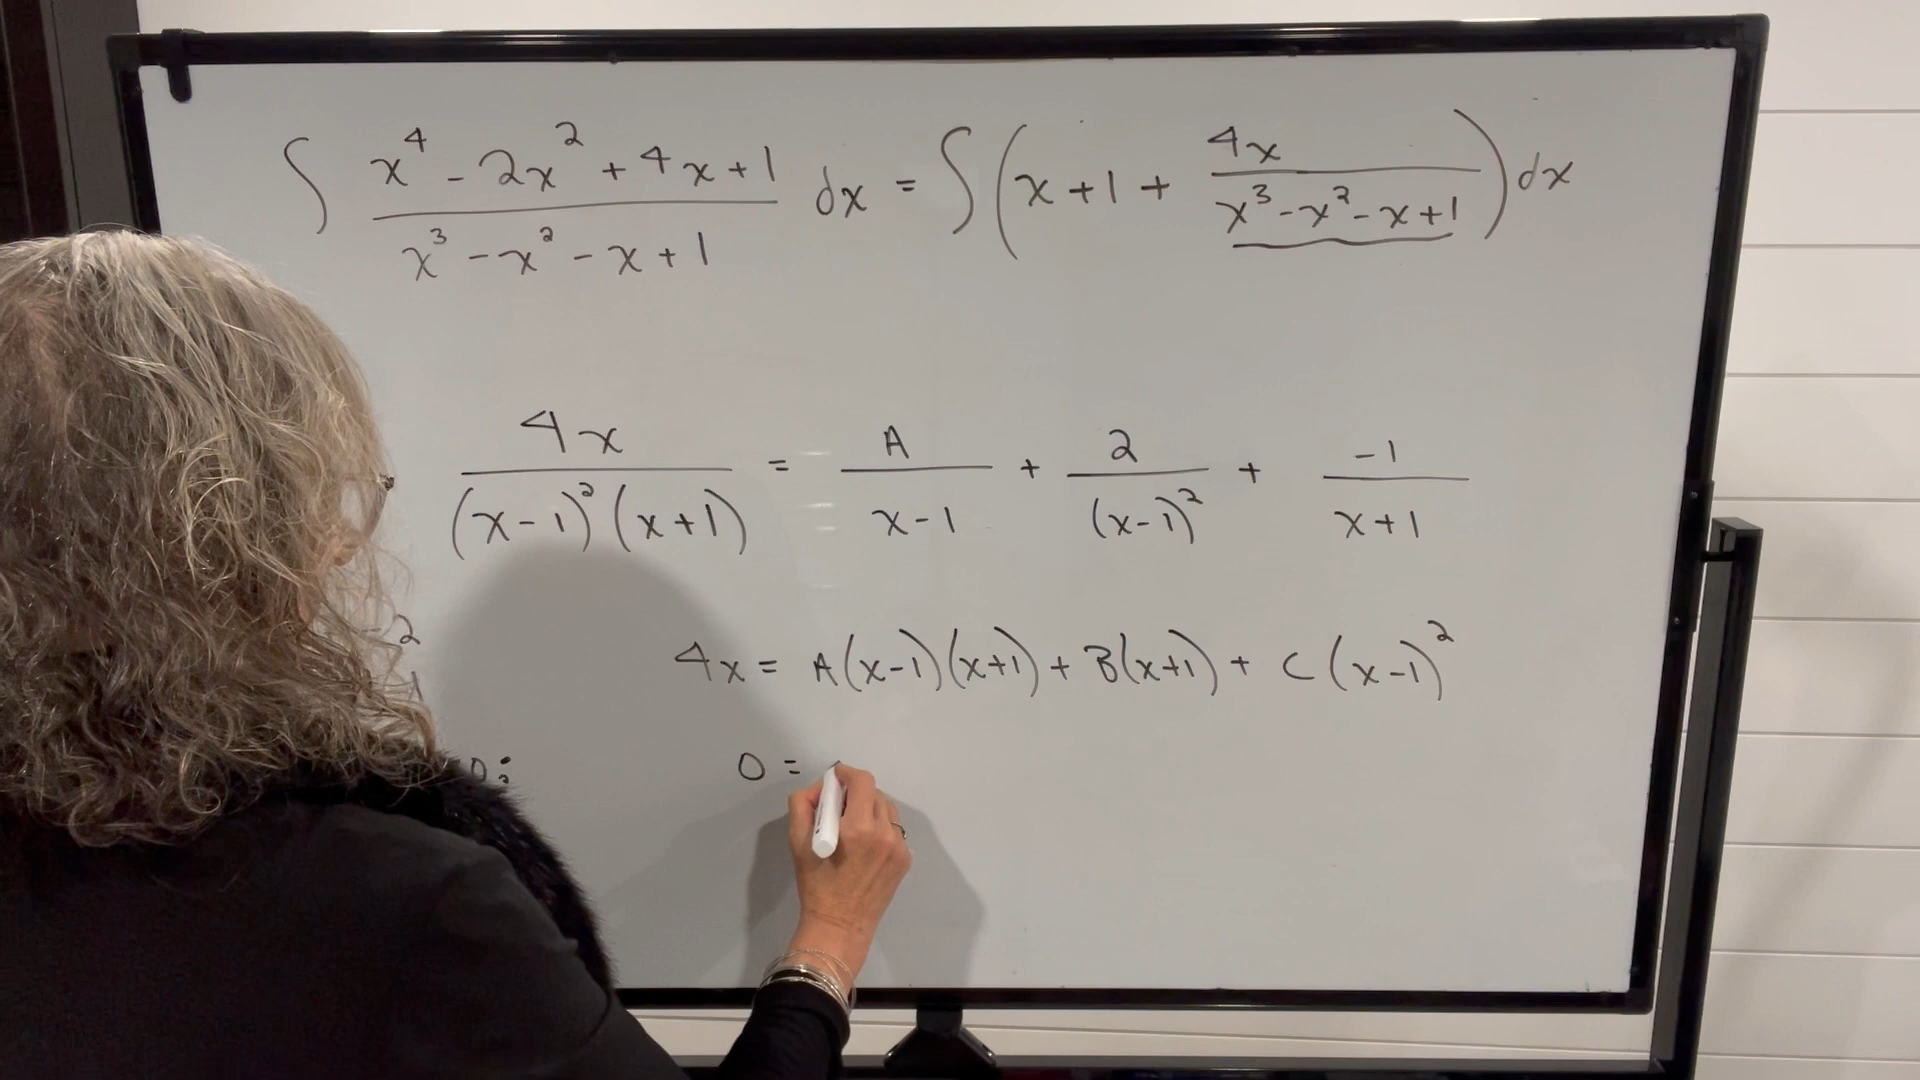 ∫ (x⁴ - 2x² + 4x + 1)/(x³ - x² - x + 1) dx = ∫ (x + 1 + 4x/(x³ - x² - x + 1)) dx
4x/((x-1)²(x+1)) = A/(x-1) + 2/(x-1)² + -1/(x+1)
4x = A(x-1)(x+1) + B(x+1) + C(x-1)²
0 =